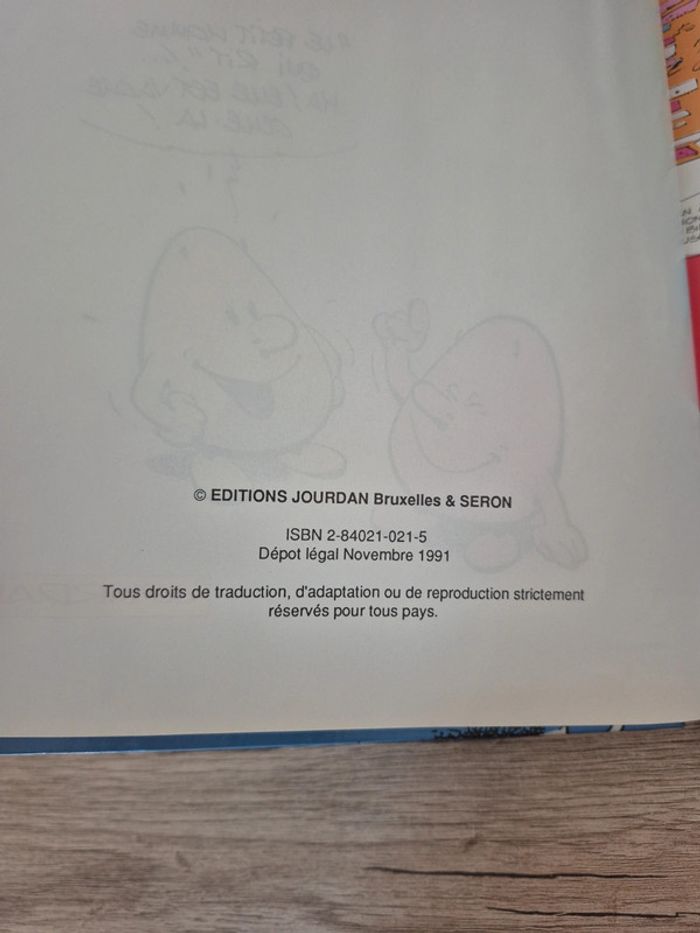 © EDITIONS JOURDAN Bruxelles & SERON
ISBN 2-84021-021-5
Dépot légal Novembre 1991
Tous droits de traduction, d'adaptation ou de reproduction strictement
réservés pour tous pays.